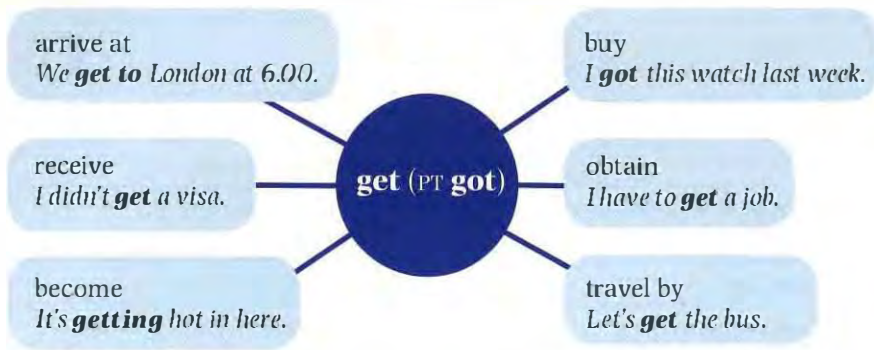 arrive at
We get to London at 6.00.
receive
I didn't get a visa.
become
It's getting hot in here.
get (PT got)
buy
I got this watch last week.
obtain
I have to get a job.
travel by
Let's get the bus.